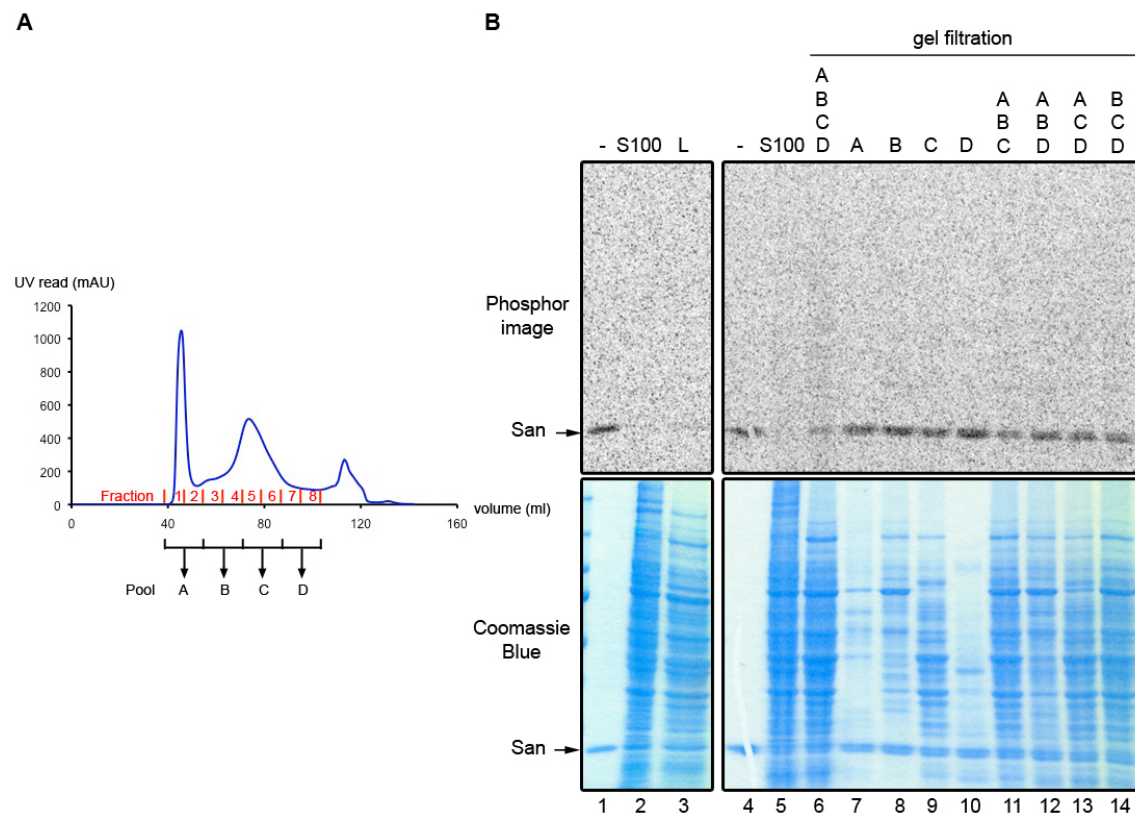 A
UV read (mAU)
1200
1000
800
600
400
200
0
Fraction 1 2 3 4 5 6 7 8
0 40 80 120 160
volume (ml)
Pool A B C D
B
gel filtration
- S100 L
- S100 A B C D A B C D A B C A B D A C D B C D
Phosphor
image
San
Coomassie
Blue
San
1 2 3 4 5 6 7 8 9 10 11 12 13 14